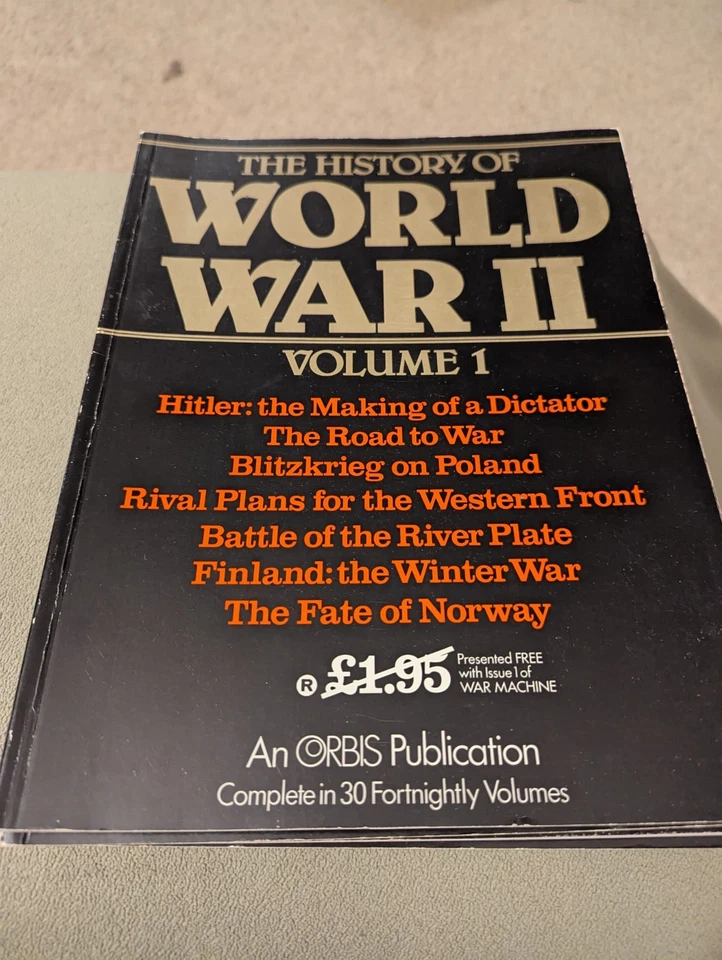 THE HISTORY OF
WORLD
WAR II
VOLUME 1
Hitler: the Making of a Dictator
The Road to War
Blitzkrieg on Poland
Rival Plans for the Western Front
Battle of the River Plate
Finland: the Winter War
The Fate of Norway
® £1.95
Presented FREE
with Issue 1 of
WAR MACHINE
An ORBIS Publication
Complete in 30 Fortnightly Volumes